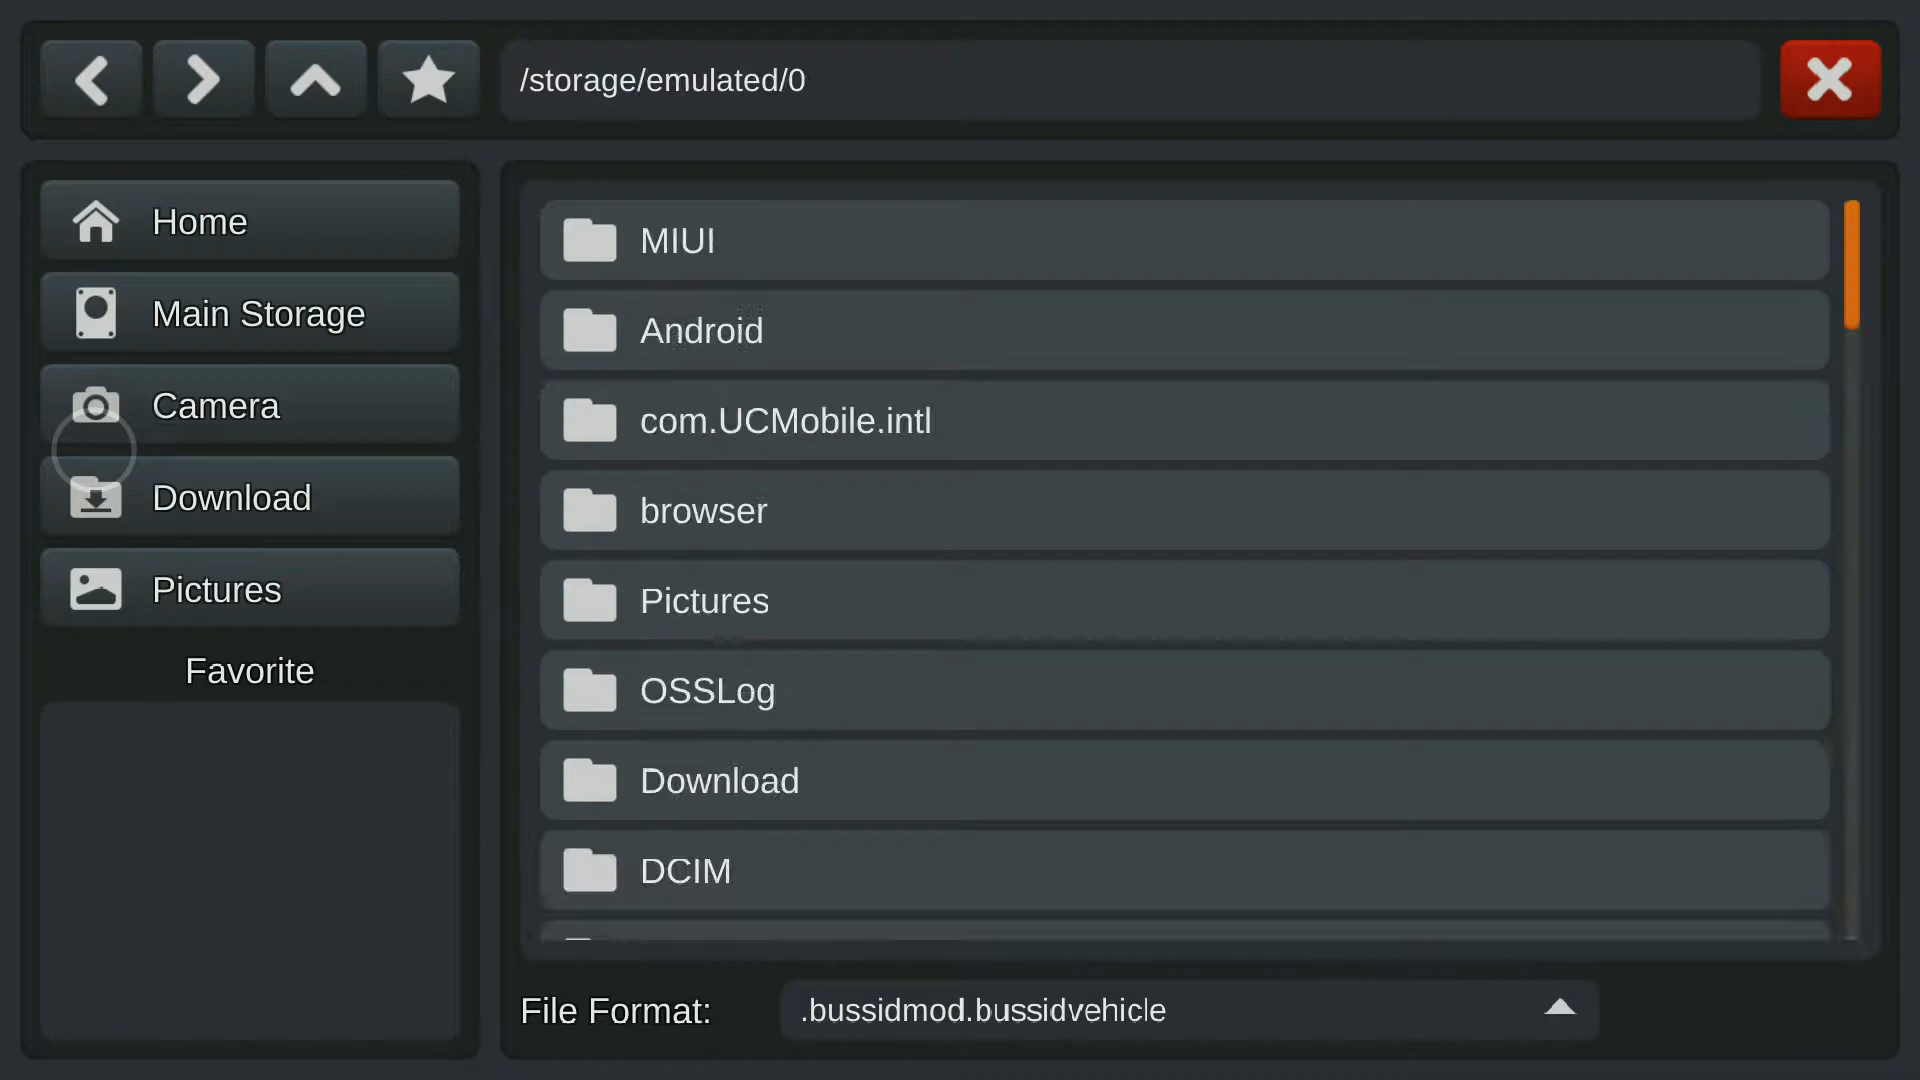 /storage/emulated/0
Home
Main Storage
Camera
Download
Pictures
Favorite
MIUI
Android
com.UCMobile.intl
browser
Pictures
OSSLog
Download
DCIM
File Format:
.bussidmod.bussidvehicle